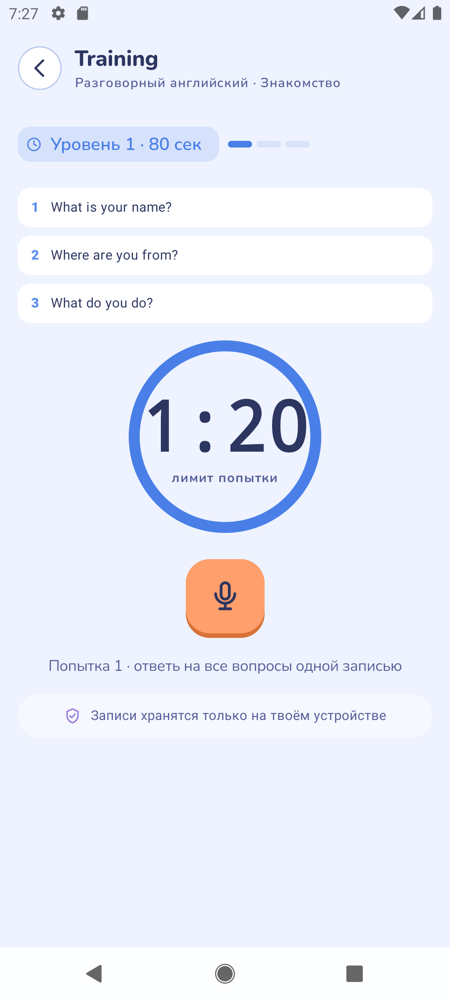 7:27
Training
Разговорный английский · Знакомство
Уровень 1 · 80 сек
1 What is your name?
2 Where are you from?
3 What do you do?
1:20
лимит попытки
Попытка 1 · ответь на все вопросы одной записью
Записи хранятся только на твоём устройстве